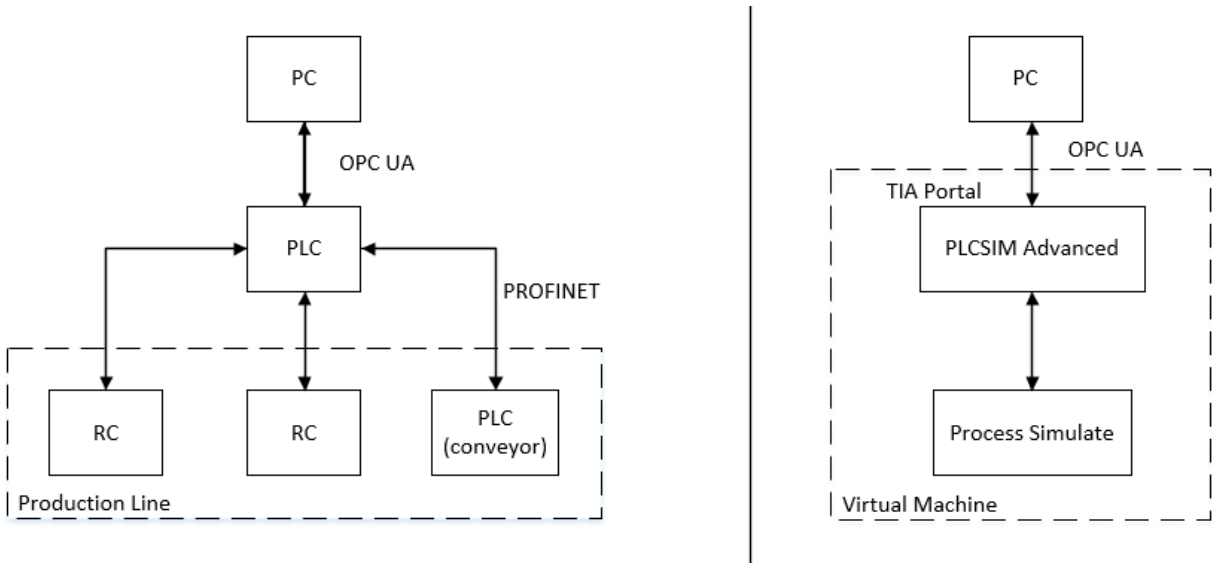 PC
OPC UA
PLC
PROFINET
RC
RC
PLC
(conveyor)
Production Line
PC
OPC UA
TIA Portal
PLCSIM Advanced
Process Simulate
Virtual Machine